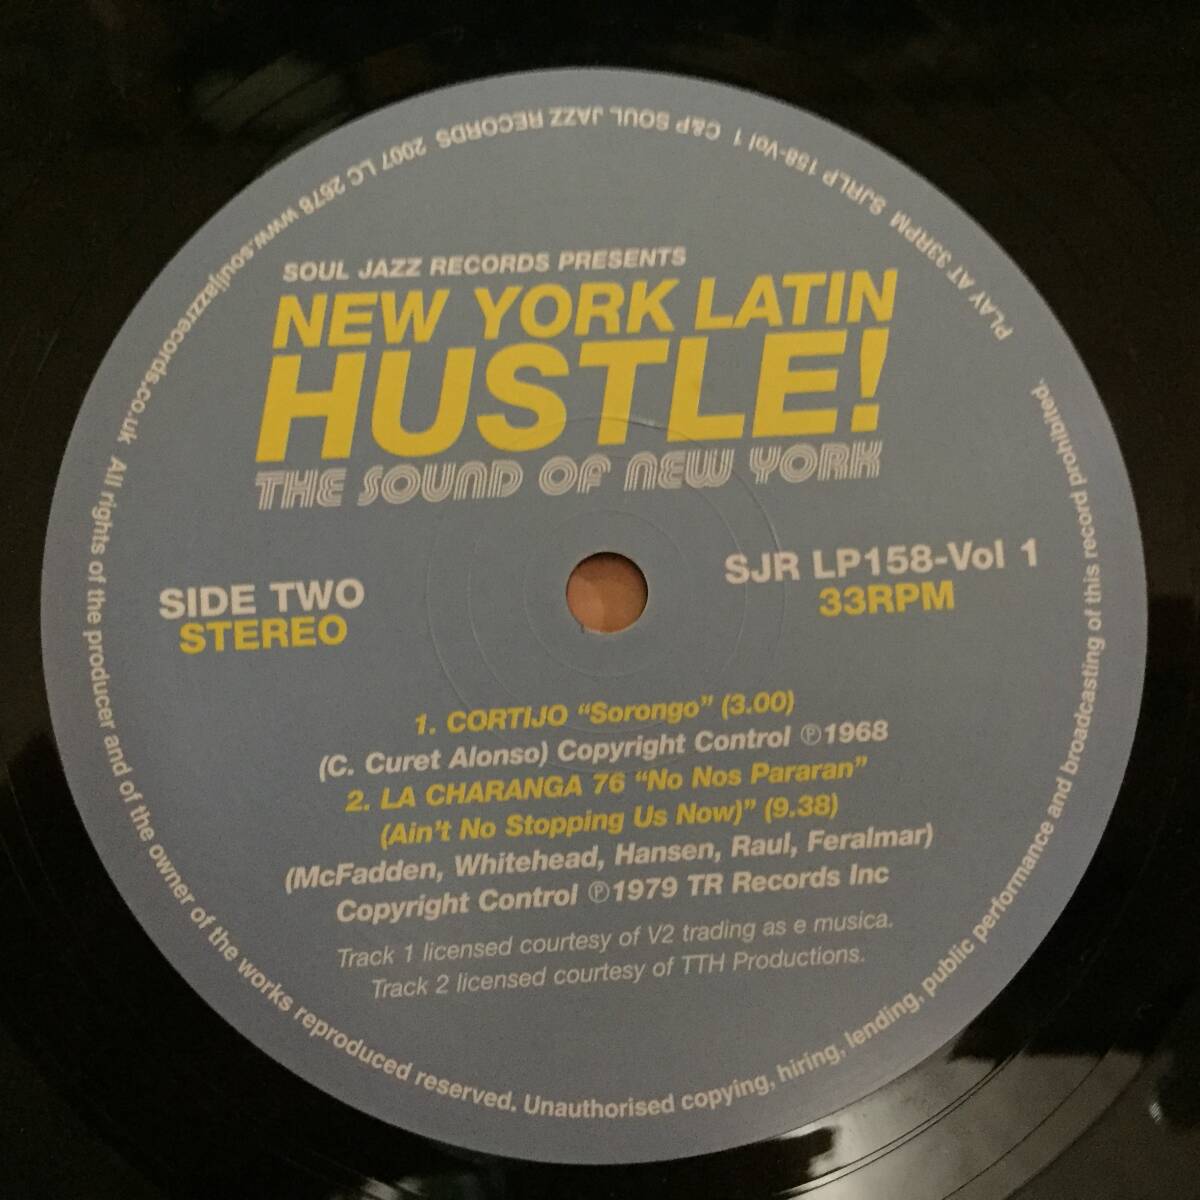 SOUL JAZZ RECORDS PRESENTS
NEW YORK LATIN
HUSTLE!
THE SOUND OF NEW YORK
SIDE TWO
STEREO
SJR LP158-Vol 1
33RPM
1. CORTIJO “Sorongo” (3.00)
(C. Curet Alonso) Copyright Control ℗1968
2. LA CHARANGA 76 “No Nos Pararan”
(Ain't No Stopping Us Now)” (9.38)
(McFadden, Whitehead, Hansen, Raul, Feralmar)
Copyright Control ℗1979 TR Records Inc
Track 1 licensed courtesy of V2 trading as e musica.
Track 2 licensed courtesy of TTH Productions.
PLAY AT 33RPM SJRLP 158-Vol 1 C&P SOUL JAZZ RECORDS 2007 LC 2678 www.souljazzrecords.co.uk All rights of the producer and of the owner of the works reproduced reserved. Unauthorised copying, hiring, lending, public performance and broadcasting of this record prohibited.